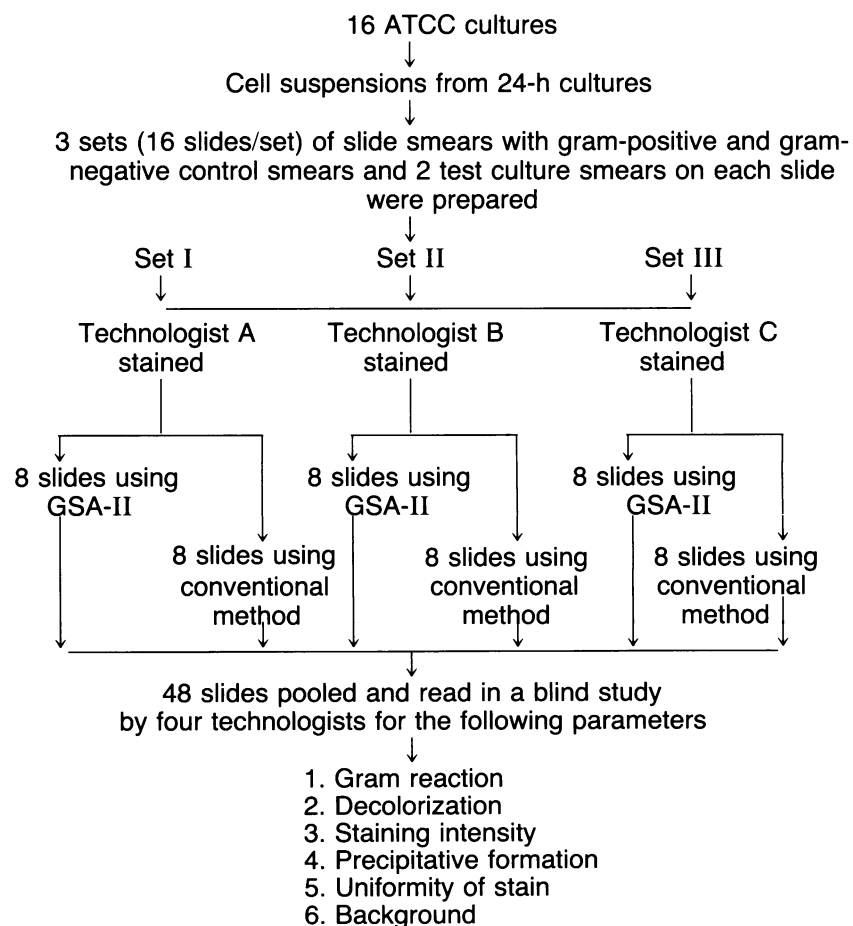 16 ATCC cultures
Cell suspensions from 24-h cultures
3 sets (16 slides/set) of slide smears with gram-positive and gram-
negative control smears and 2 test culture smears on each slide
were prepared
Set I
Set II
Set III
Technologist A
stained
Technologist B
stained
Technologist C
stained
8 slides using
GSA-II
8 slides using
conventional
method
8 slides using
GSA-II
8 slides using
conventional
method
8 slides using
GSA-II
8 slides using
conventional
method
48 slides pooled and read in a blind study
by four technologists for the following parameters
1. Gram reaction
2. Decolorization
3. Staining intensity
4. Precipitative formation
5. Uniformity of stain
6. Background